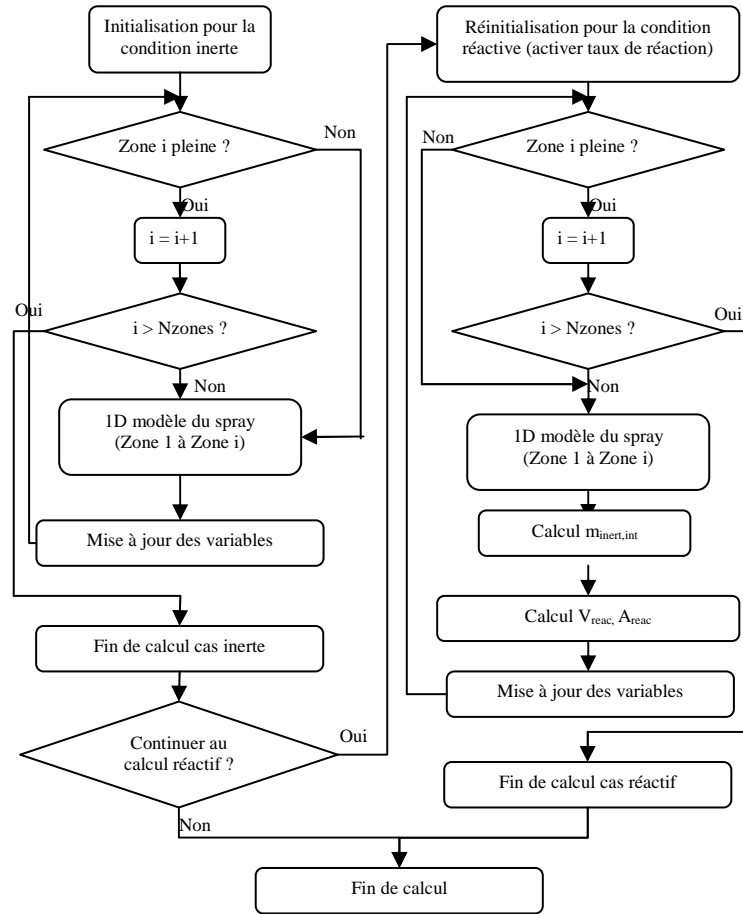 Initialisation pour la
condition inerte
Zone i pleine ?
Non
Oui
i = i+1
Oui
i > Nzones ?
Non
1D modèle du spray
(Zone 1 à Zone i)
Mise à jour des variables
Fin de calcul cas inerte
Continuer au
calcul réactif ?
Oui
Non
Réinitialisation pour la condition
réactive (activer taux de réaction)
Non
Zone i pleine ?
Oui
i = i+1
i > Nzones ?
Oui
Non
1D modèle du spray
(Zone 1 à Zone i)
Calcul minert,int
Calcul Vreac, Areac
Mise à jour des variables
Fin de calcul cas réactif
Fin de calcul